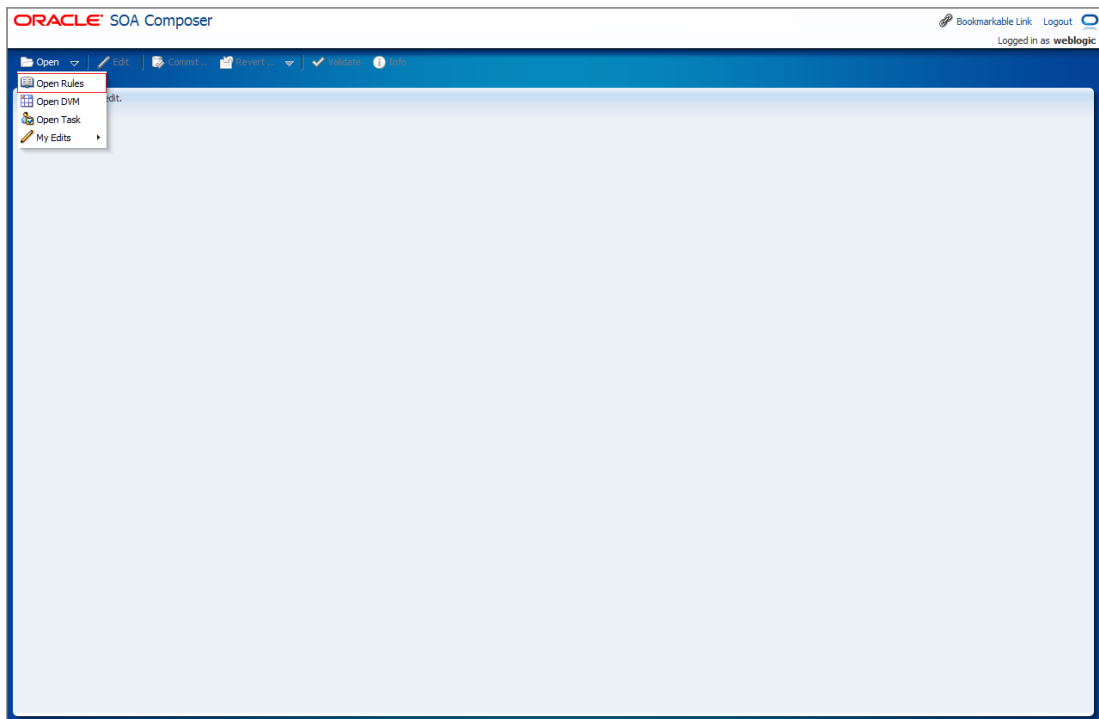 ORACLE SOA Composer
Bookmarkable Link Logout
Logged in as weblogic
Open Edit Commit .. Revert .. Validate Info
Open Rules
Open DVM
edit.
Open Task
My Edits